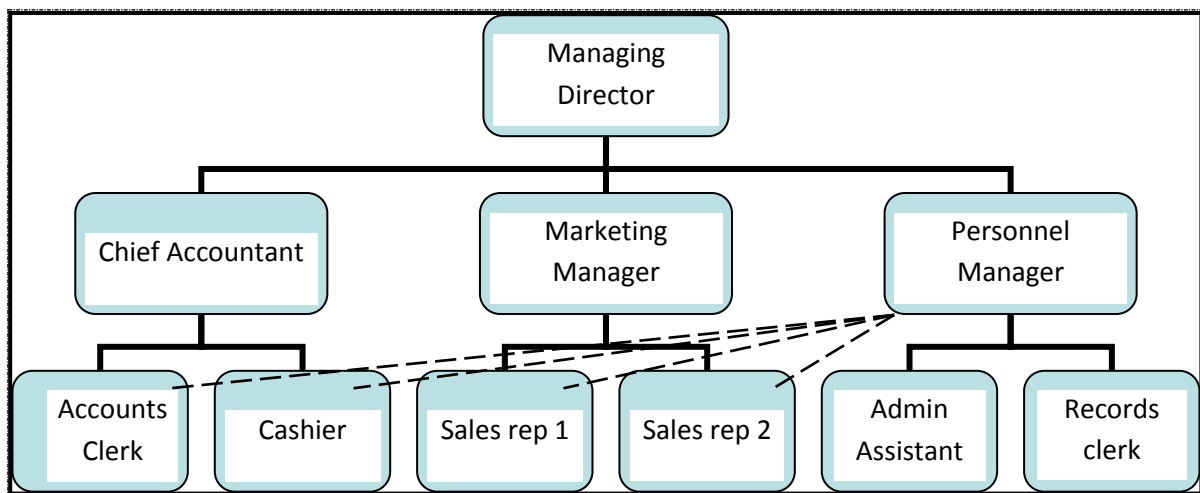 Managing
Director
Chief Accountant
Marketing
Manager
Personnel
Manager
Accounts
Clerk
Cashier
Sales rep 1
Sales rep 2
Admin
Assistant
Records
clerk